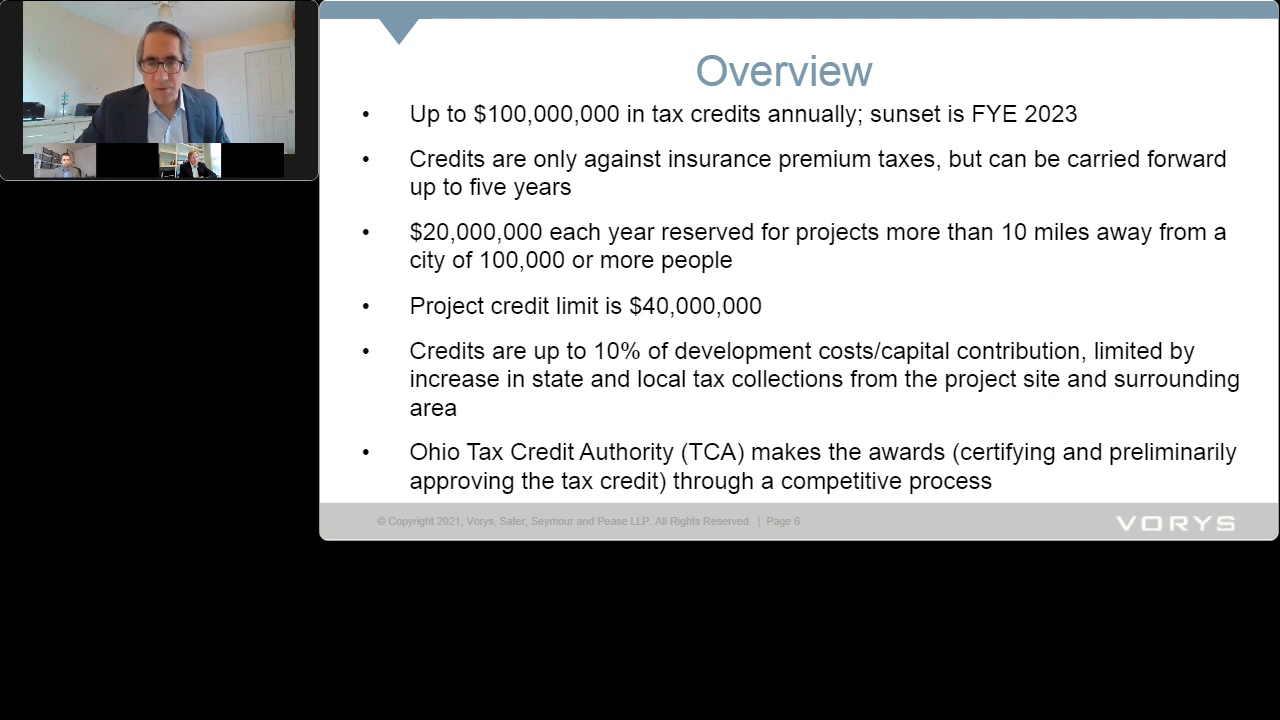 Overview
• Up to $100,000,000 in tax credits annually; sunset is FYE 2023
• Credits are only against insurance premium taxes, but can be carried forward
up to five years
• $20,000,000 each year reserved for projects more than 10 miles away from a
city of 100,000 or more people
• Project credit limit is $40,000,000
• Credits are up to 10% of development costs/capital contribution, limited by
increase in state and local tax collections from the project site and surrounding
area
• Ohio Tax Credit Authority (TCA) makes the awards (certifying and preliminarily
approving the tax credit) through a competitive process
© Copyright 2021, Vorys, Sater, Seymour and Pease LLP. All Rights Reserved. | Page 6
VORYS